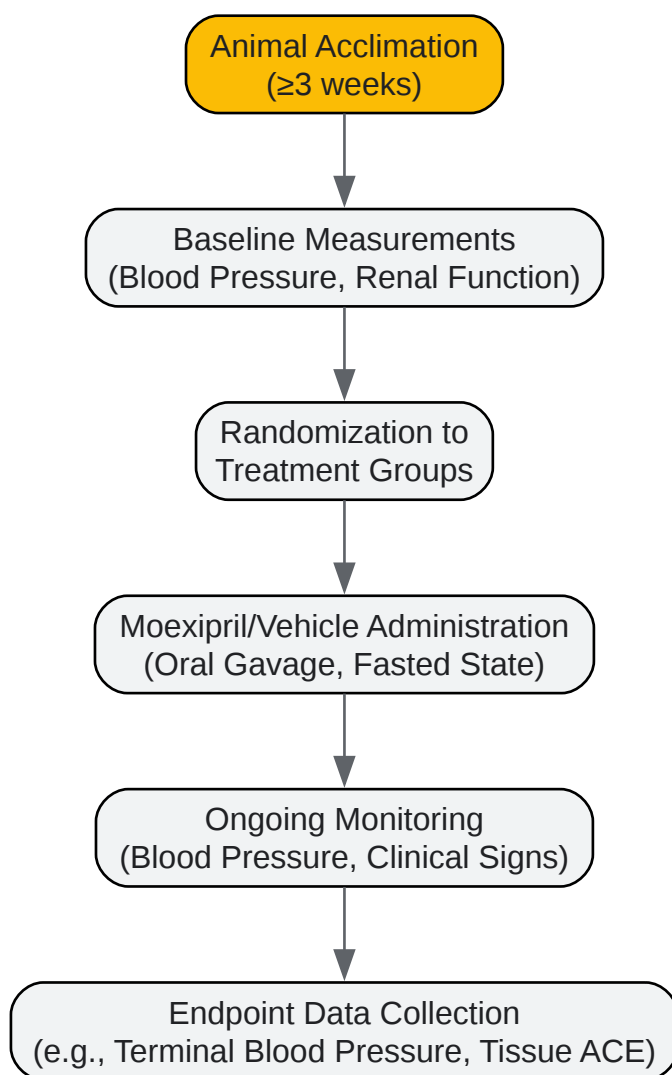 Animal Acclimation
(≥3 weeks)
Baseline Measurements
(Blood Pressure, Renal Function)
Randomization to
Treatment Groups
Moexipril/Vehicle Administration
(Oral Gavage, Fasted State)
Ongoing Monitoring
(Blood Pressure, Clinical Signs)
Endpoint Data Collection
(e.g., Terminal Blood Pressure, Tissue ACE)